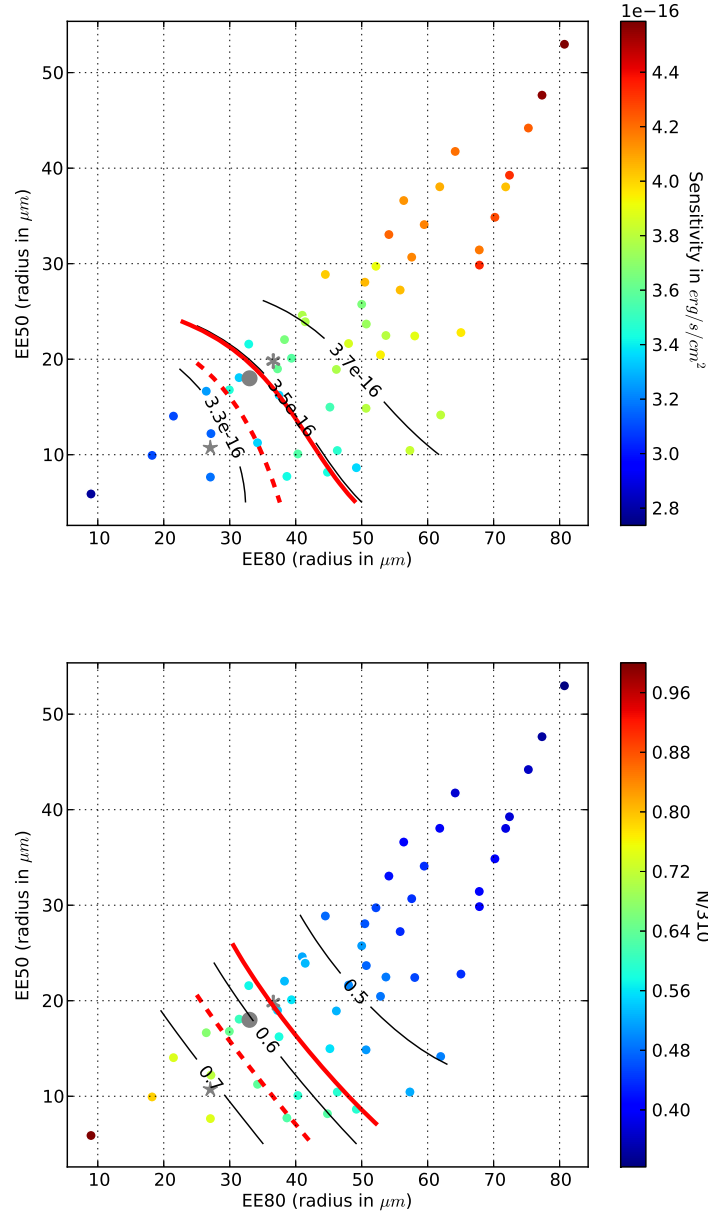 1e−16
50
40
30
20
10
EE50 (radius in μm)
3.7e-16
3.5e-16
3.3e-16
10 20 30 40 50 60 70 80
EE80 (radius in μm)
4.4
4.2
4.0
3.8
3.6
3.4
3.2
3.0
2.8
Sensitivity in erg/s/cm²
50
40
30
20
10
EE50 (radius in μm)
0.5
0.6
0.7
10 20 30 40 50 60 70 80
EE80 (radius in μm)
0.96
0.88
0.80
0.72
0.64
0.56
0.48
0.40
N/310